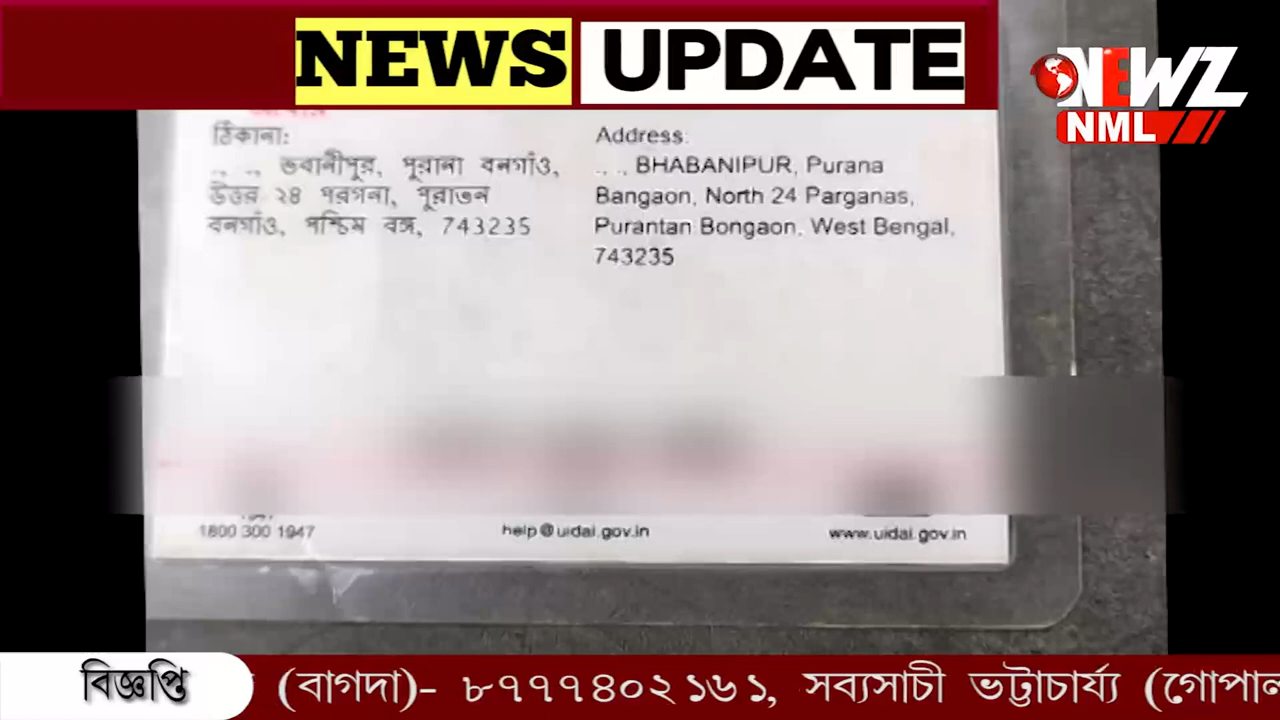 NEWS UPDATE
NEWZ
NML
ঠিকানা:
., ., ভবানীপুর, পুরানা বনগাঁও,
উত্তর ২৪ পরগনা, পুরাতন
বনগাঁও, পশ্চিম বঙ্গ, 743235
Address:
., ., BHABANIPUR, Purana
Bangaon, North 24 Parganas,
Purantan Bongaon, West Bengal,
743235
1947
1800 300 1947
help@uidai.gov.in
www.uidai.gov.in
বিজ্ঞপ্তি
(বাগদা)- ৮৭৭৭৪০২১৬১, সব্যসাচী ভট্টাচার্য্য (গোপাল